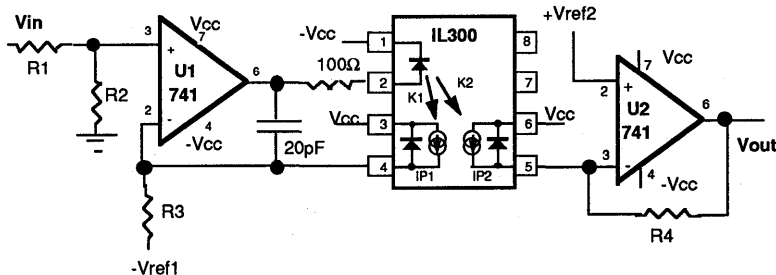 Vin
R1
R2
3
+
Vcc
7
U1
741
6
2
-
4
-Vcc
20pF
R3
-Vref1
100Ω
-Vcc
1
2
Vcc
3
4
IL300
K1
K2
IP1
IP2
8
7
6
Vcc
5
+Vref2
2
+
7
Vcc
U2
741
6
3
-
4
-Vcc
Vout
R4